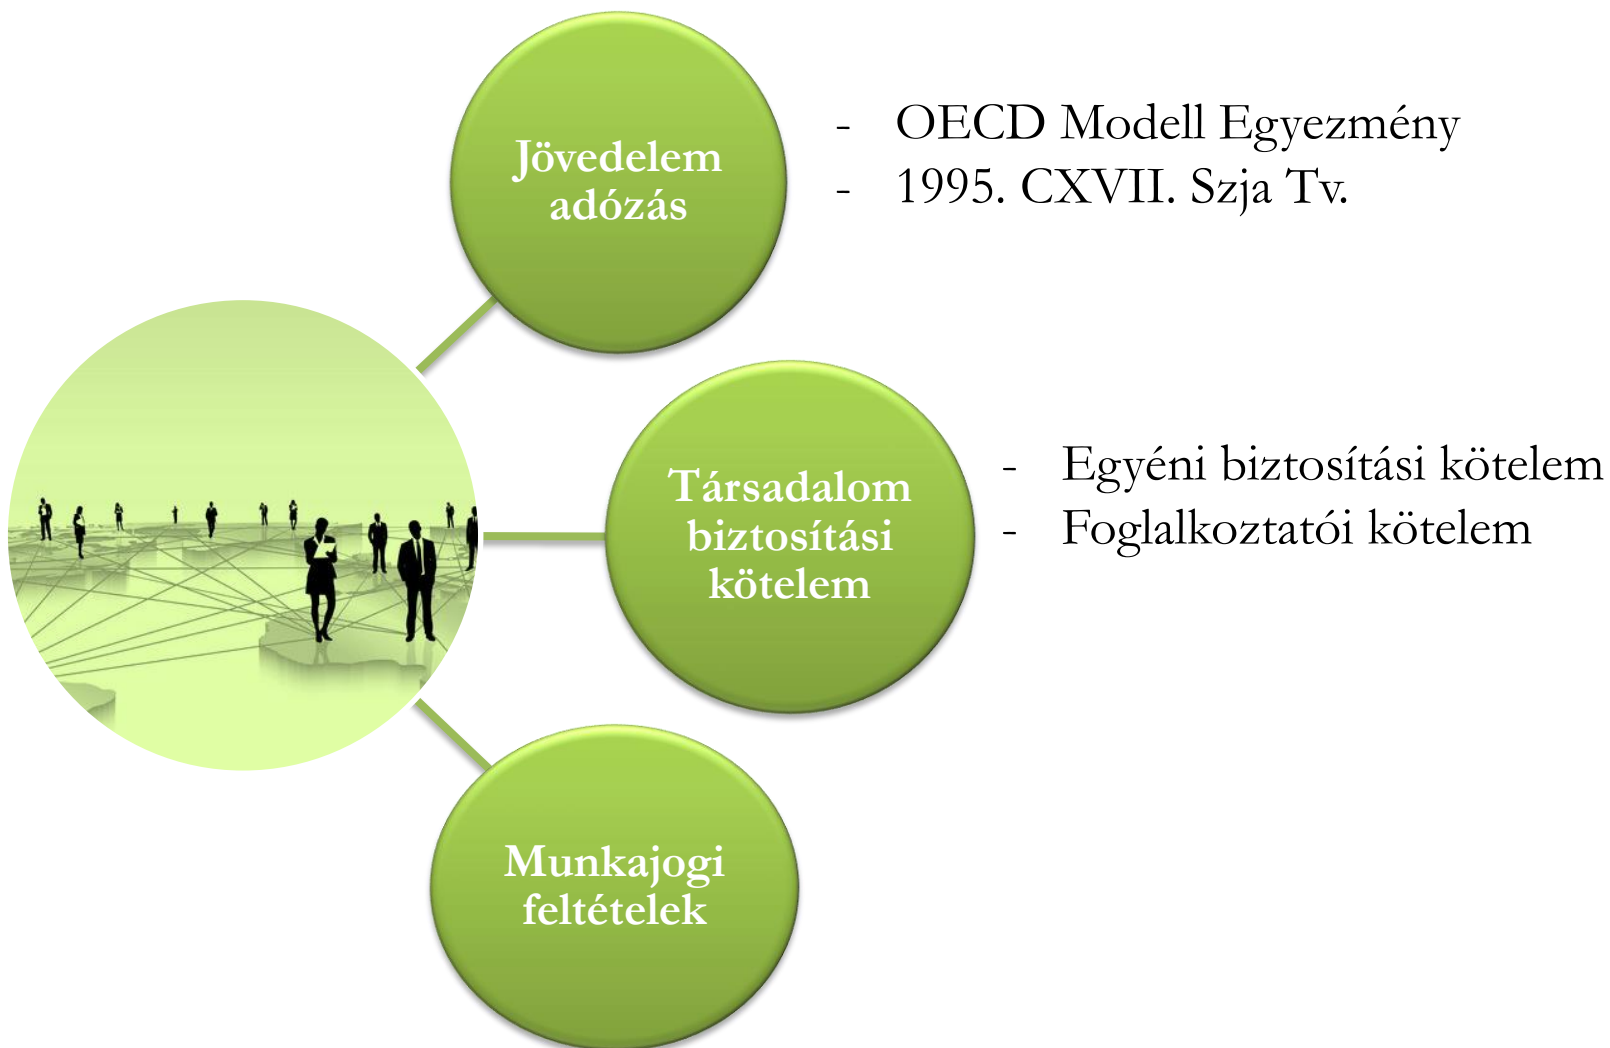 Jövedelem
adózás
- OECD Modell Egyezmény
- 1995. CXVII. Szja Tv.
Társadalom
biztosítási
kötelem
- Egyéni biztosítási kötelem
- Foglalkoztatói kötelem
Munkajogi
feltételek